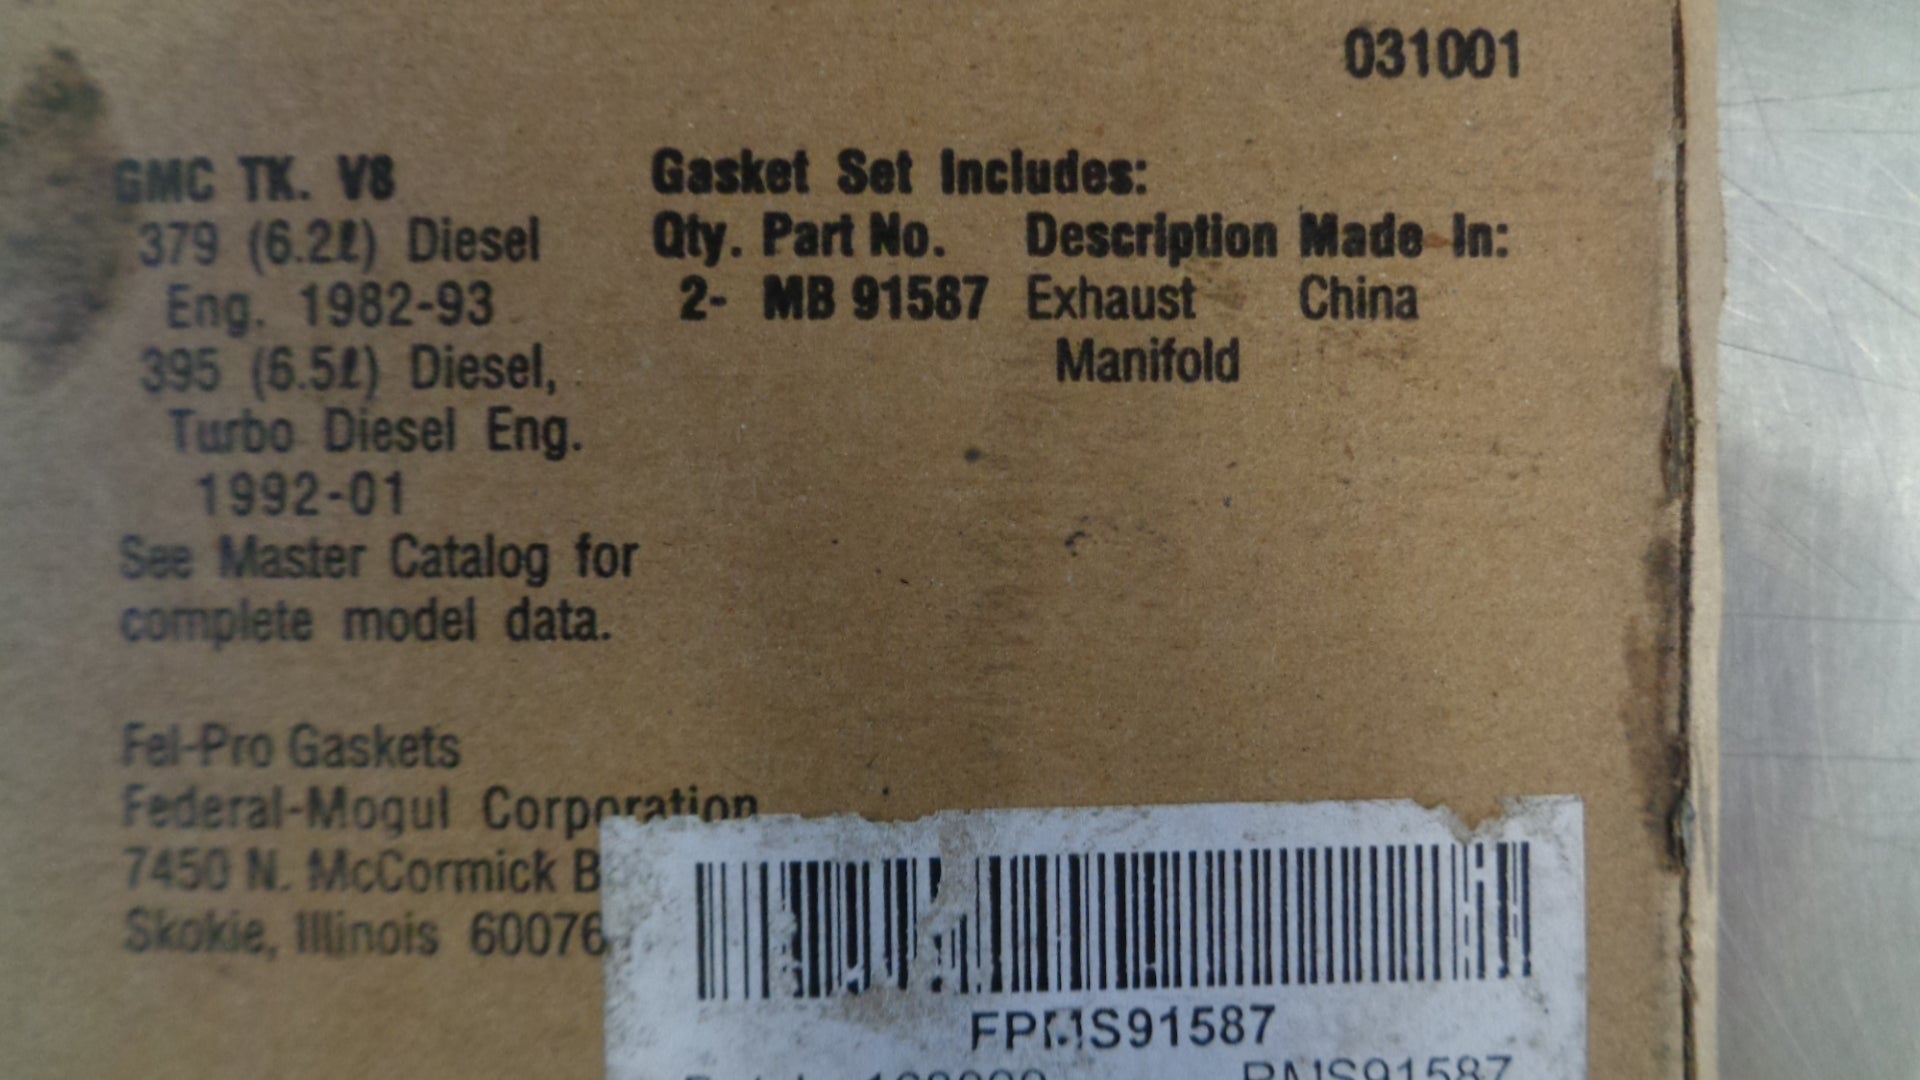 031001
GMC TK. V8
379 (6.2ℓ) Diesel
Eng. 1982-93
395 (6.5ℓ) Diesel,
Turbo Diesel Eng.
1992-01
See Master Catalog for
complete model data.
Gasket Set Includes:
Qty. Part No. Description Made In:
2- MB 91587 Exhaust China
Manifold
Fel-Pro Gaskets
Federal-Mogul Corporation
7450 N. McCormick B
Skokie, Illinois 60076
FPMS91587